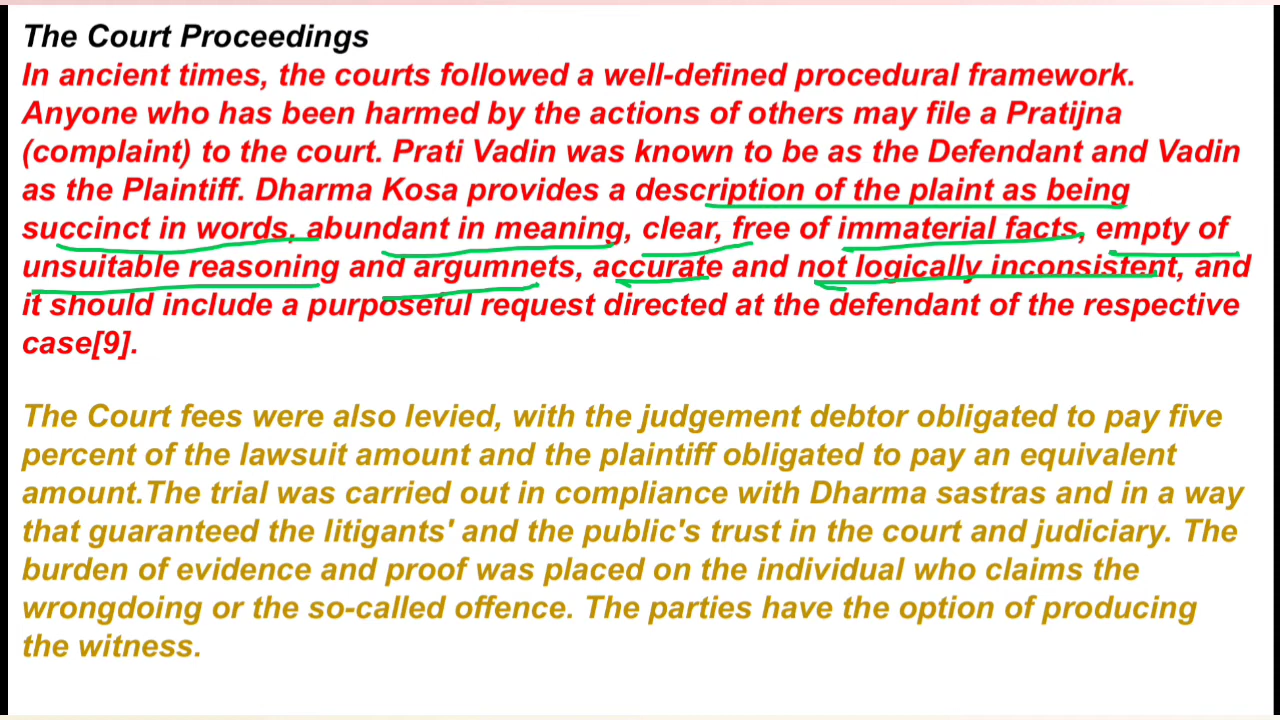 The Court Proceedings
In ancient times, the courts followed a well-defined procedural framework.
Anyone who has been harmed by the actions of others may file a Pratijna
(complaint) to the court. Prati Vadin was known to be as the Defendant and Vadin
as the Plaintiff. Dharma Kosa provides a description of the plaint as being
succinct in words, abundant in meaning, clear, free of immaterial facts, empty of
unsuitable reasoning and argumnets, accurate and not logically inconsistent, and
it should include a purposeful request directed at the defendant of the respective
case[9].
The Court fees were also levied, with the judgement debtor obligated to pay five
percent of the lawsuit amount and the plaintiff obligated to pay an equivalent
amount.The trial was carried out in compliance with Dharma sastras and in a way
that guaranteed the litigants' and the public's trust in the court and judiciary. The
burden of evidence and proof was placed on the individual who claims the
wrongdoing or the so-called offence. The parties have the option of producing
the witness.